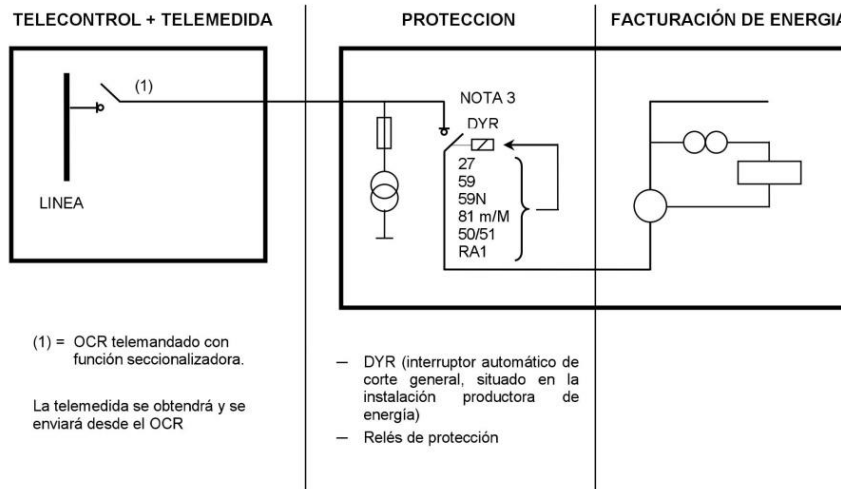 TELECONTROL + TELEMEDIDA
PROTECCION
FACTURACIÓN DE ENERGIA
(1)
LINEA
NOTA 3
DYR
27
59
59N
81 m/M
50/51
RA1
(1) = OCR telemandado con
función seccionalizadora.
La telemedida se obtendrá y se
enviará desde el OCR
— DYR (interruptor automático de
corte general, situado en la
instalación productora de
energía)
— Relés de protección